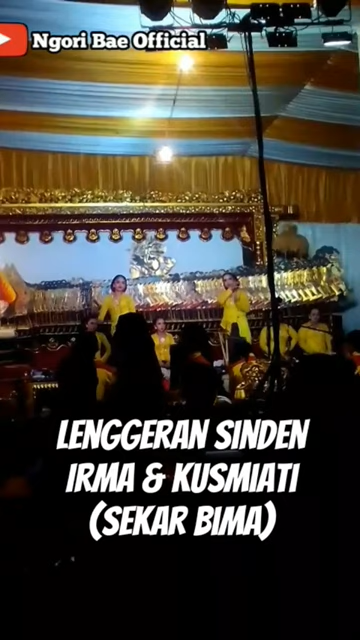 Ngori Bae Official
LENGGERAN SINDEN
IRMA & KUSMIATI
(SEKAR BIMA)